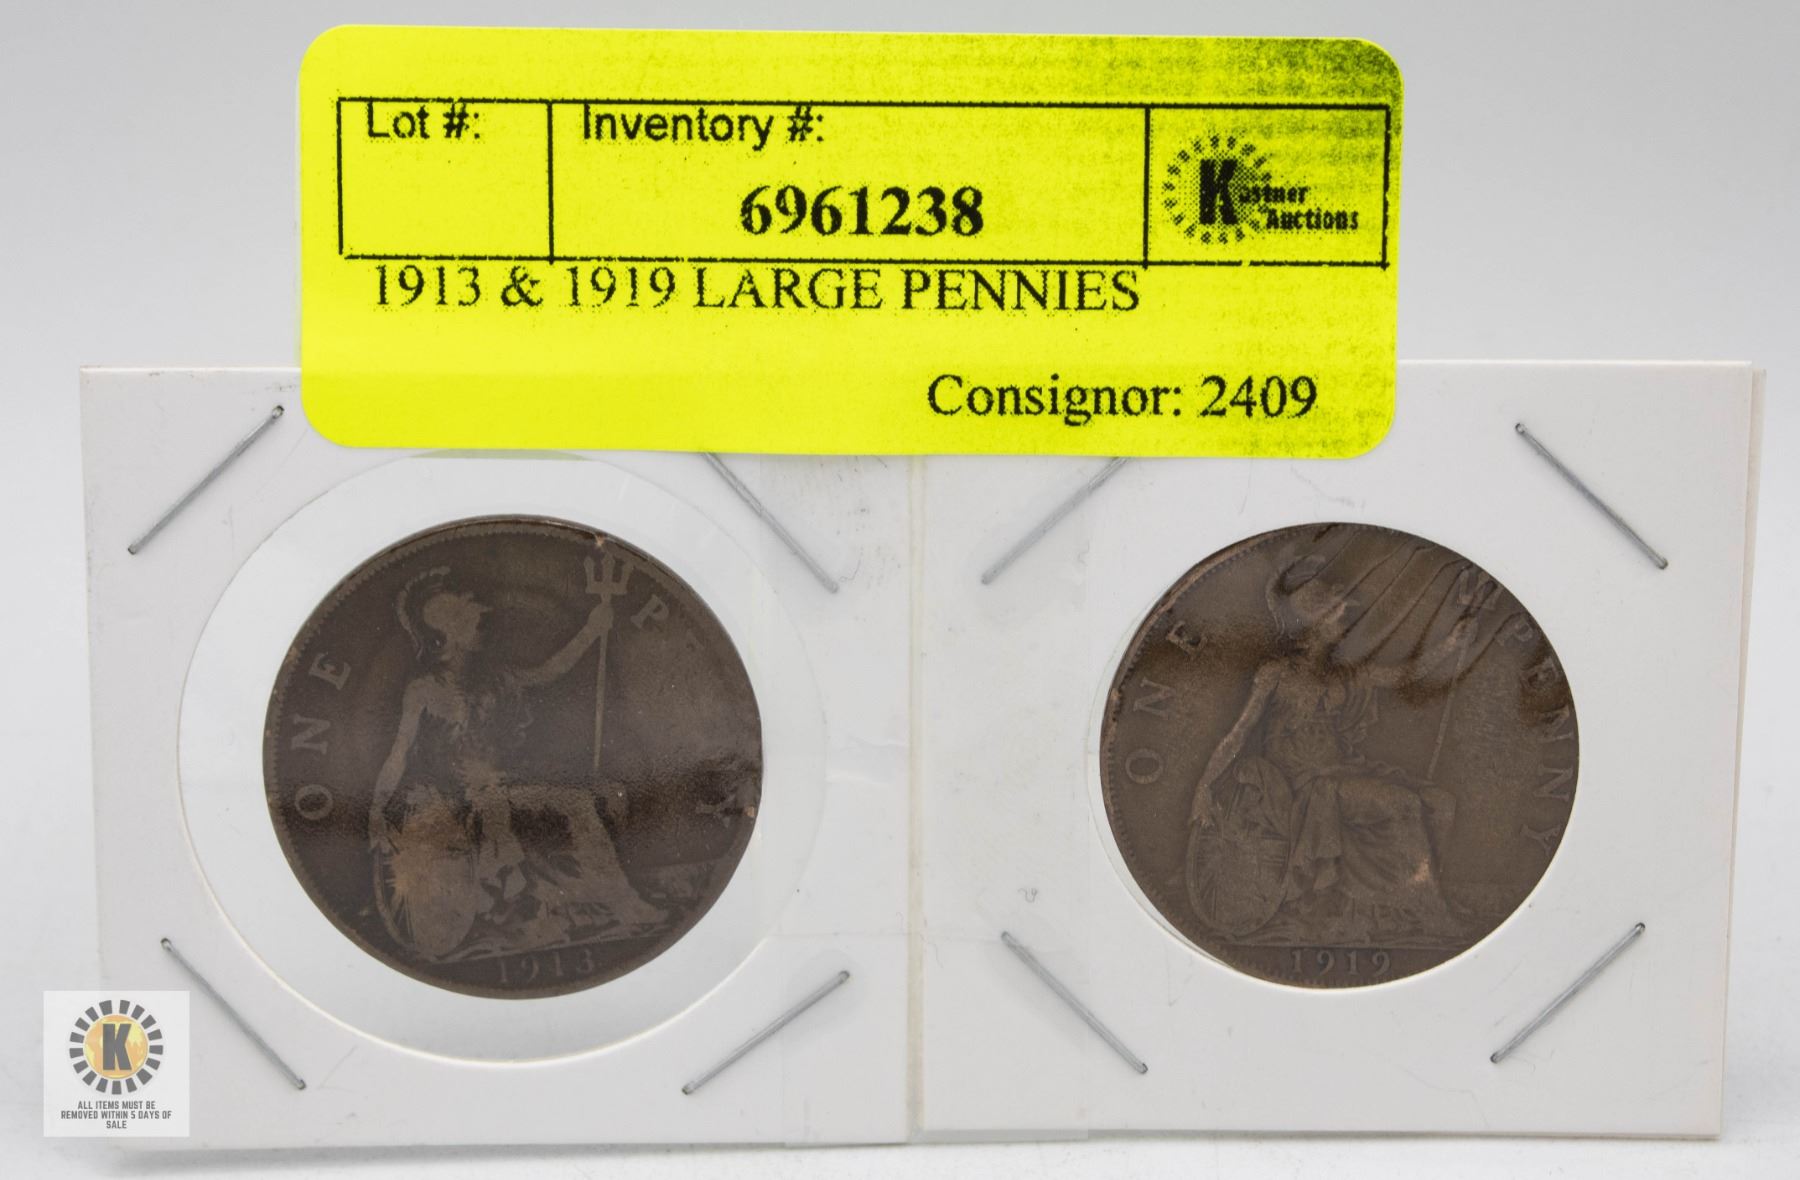 Lot #:
Inventory #:
6961238
Kastner
Auctions
1913 & 1919 LARGE PENNIES
Consignor: 2409
ONE
1913
ONE PENNY
1919
K
ALL ITEMS MUST BE
REMOVED WITHIN 5 DAYS OF
SALE